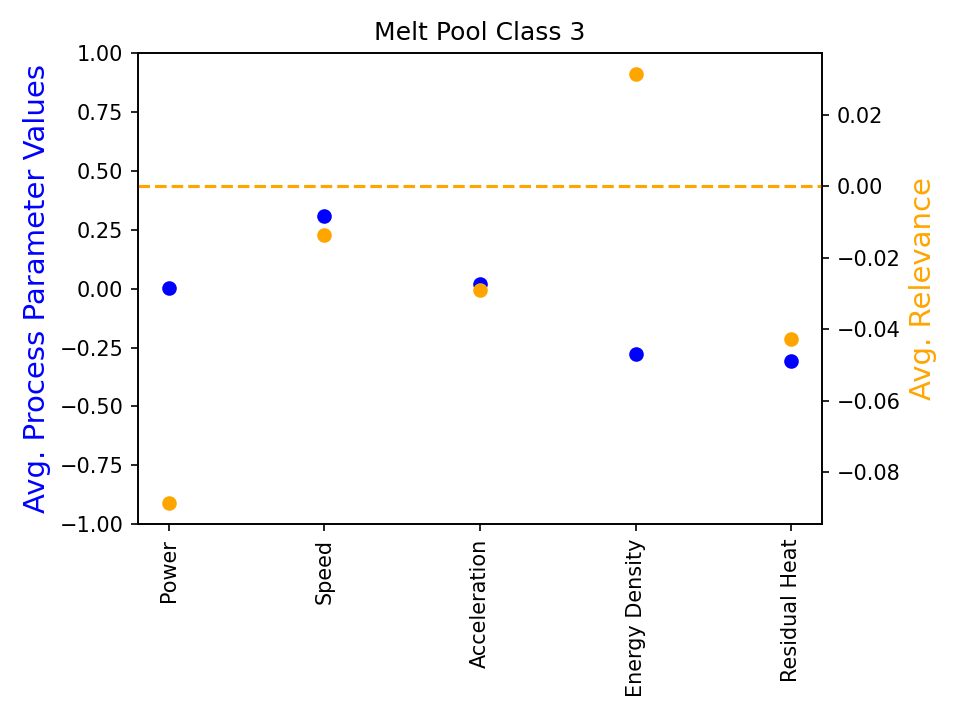 Melt Pool Class 3
Avg. Process Parameter Values
1.00
0.75
0.50
0.25
0.00
−0.25
−0.50
−0.75
−1.00
0.02
0.00
−0.02
−0.04
−0.06
−0.08
Avg. Relevance
Power
Speed
Acceleration
Energy Density
Residual Heat